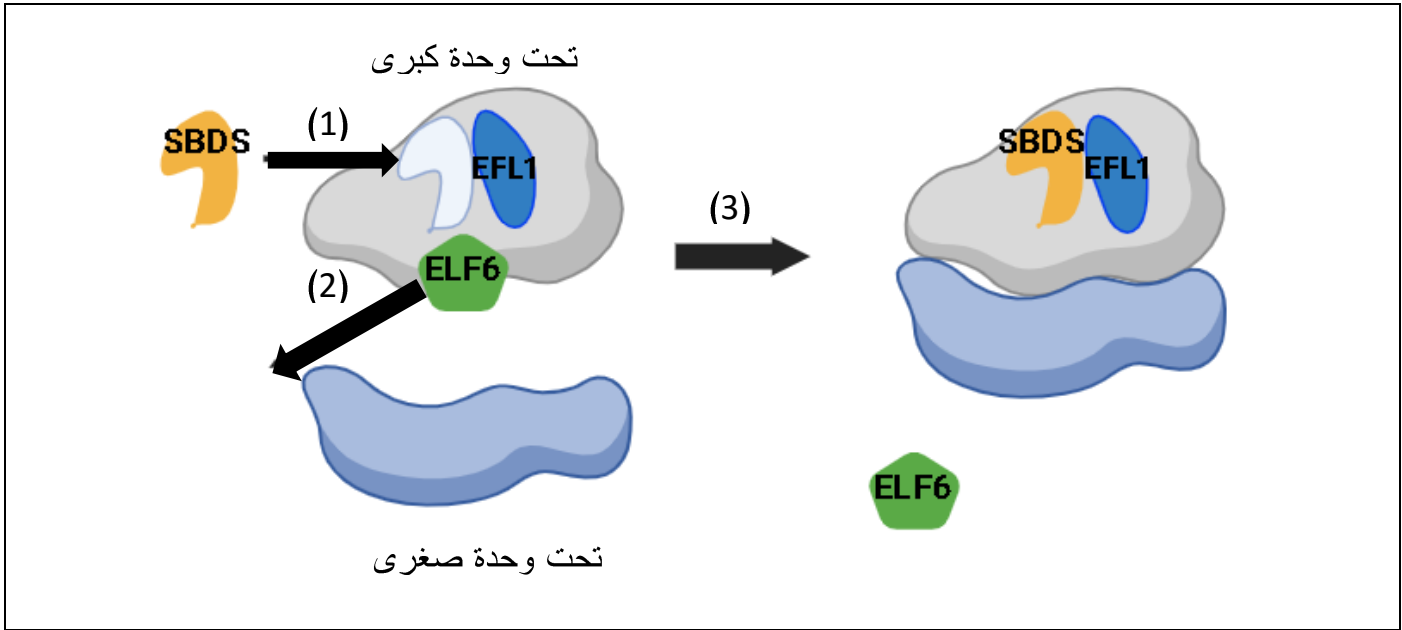 تحت وحدة كبرى
SBDS
(1)
EFL1
ELF6
(2)
تحت وحدة صغرى
(3)
SBDS
EFL1
ELF6